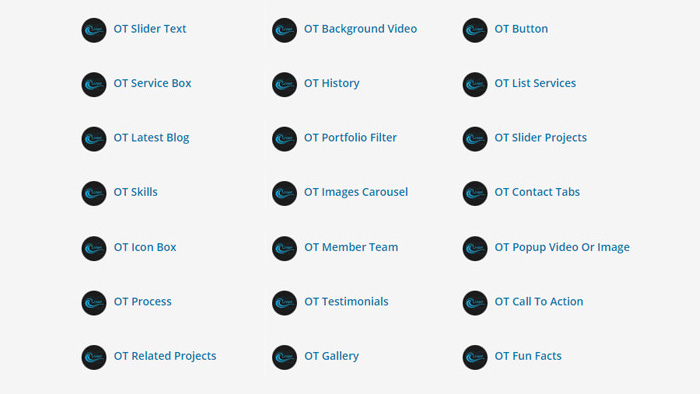 OT Slider Text
OT Background Video
OT Button
OT Service Box
OT History
OT List Services
OT Latest Blog
OT Portfolio Filter
OT Slider Projects
OT Skills
OT Images Carousel
OT Contact Tabs
OT Icon Box
OT Member Team
OT Popup Video Or Image
OT Process
OT Testimonials
OT Call To Action
OT Related Projects
OT Gallery
OT Fun Facts